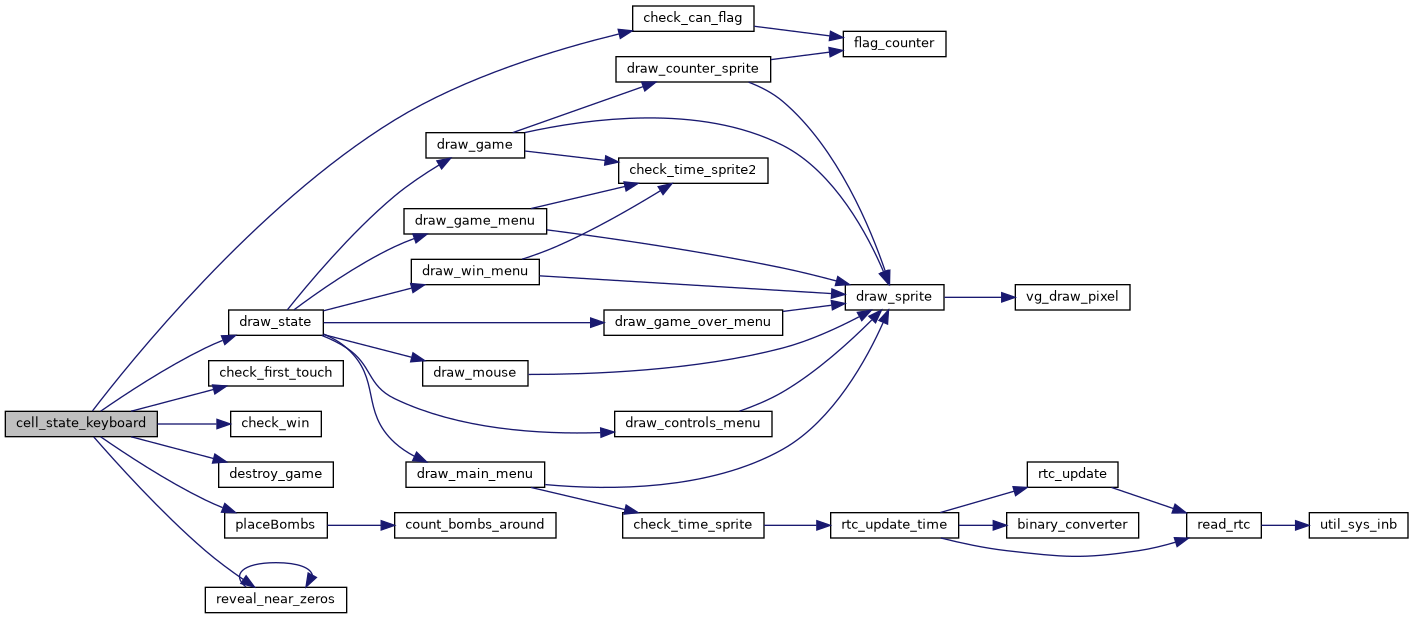 check_can_flag
flag_counter
draw_counter_sprite
draw_game
check_time_sprite2
draw_game_menu
draw_win_menu
draw_sprite
vg_draw_pixel
draw_state
draw_game_over_menu
check_first_touch
draw_mouse
cell_state_keyboard
check_win
draw_controls_menu
destroy_game
draw_main_menu
rtc_update
placeBombs
count_bombs_around
check_time_sprite
rtc_update_time
binary_converter
read_rtc
util_sys_inb
reveal_near_zeros